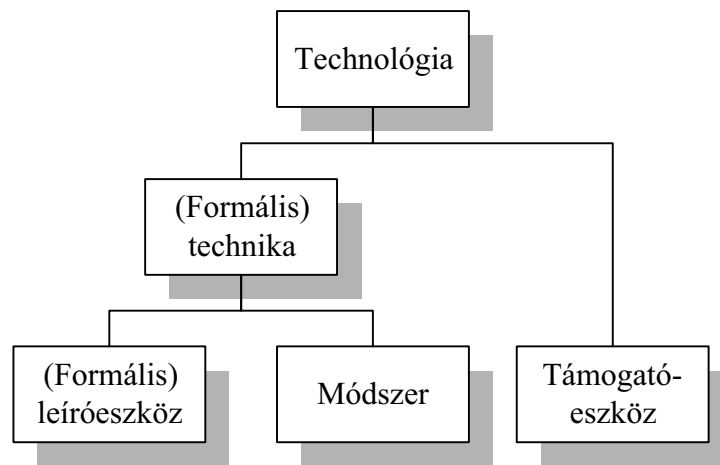 Technológia
(Formális)
technika
(Formális)
leíróeszköz
Módszer
Támogató-
eszköz